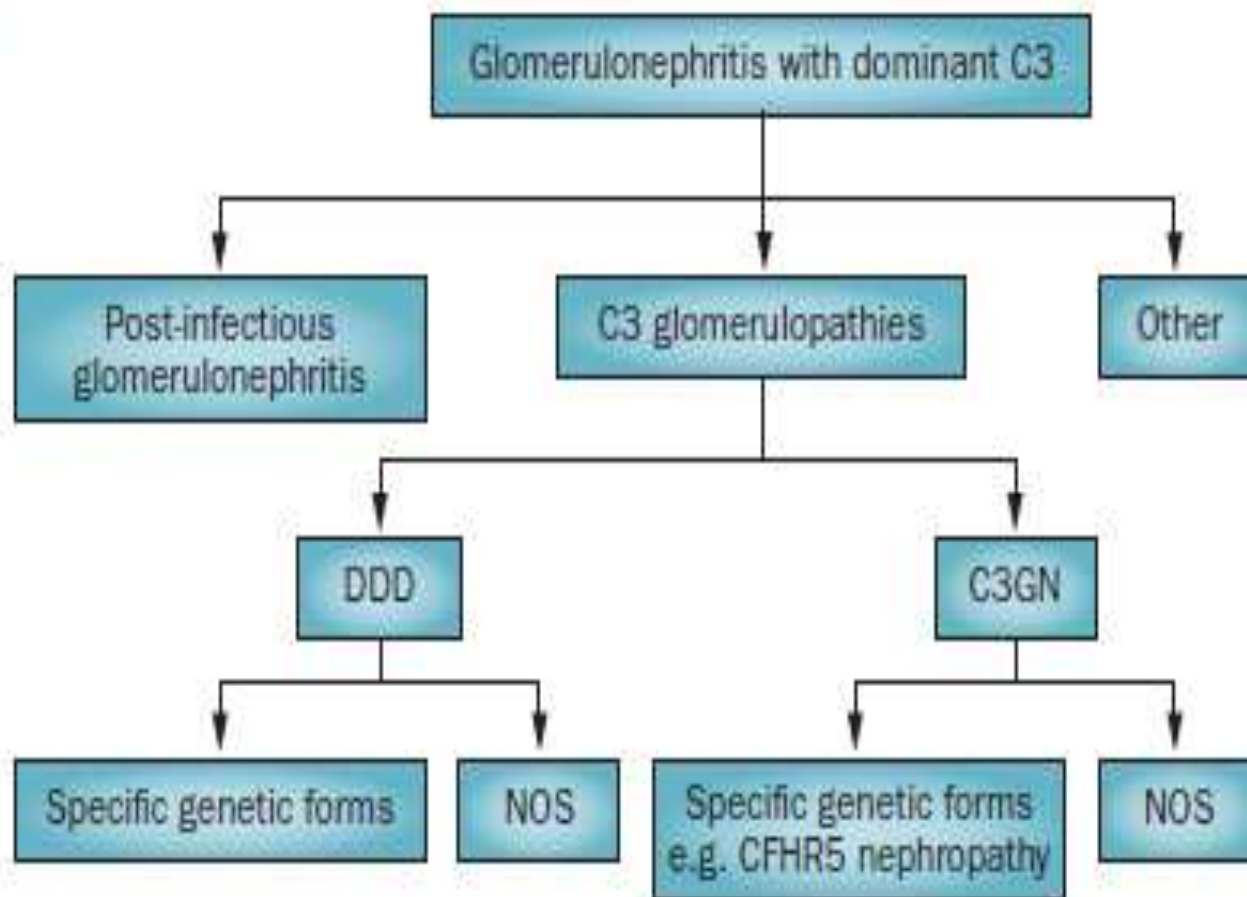 Glomerulonephritis with dominant C3
Post-infectious
glomerulonephritis
C3 glomerulopathies
Other
DDD
C3GN
Specific genetic forms
NOS
Specific genetic forms
e.g. CFHR5 nephropathy
NOS